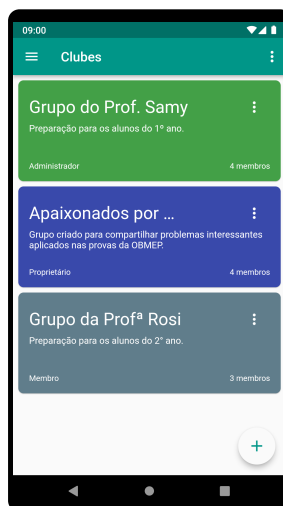 09:00
Clubes
Grupo do Prof. Samy
Preparação para os alunos do 1º ano.
Administrador 4 membros
Apaixonados por ...
Grupo criado para compartilhar problemas interessantes
aplicados nas provas da OBMEP.
Proprietário 4 membros
Grupo da Profª Rosi
Preparação para os alunos do 2° ano.
Membro 3 membros